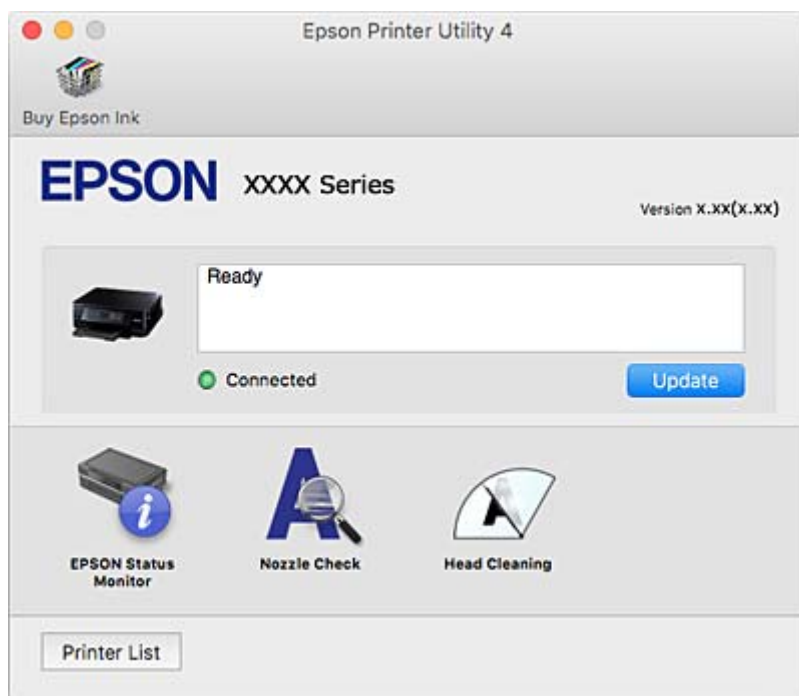 Epson Printer Utility 4
Buy Epson Ink
EPSON XXXX Series
Version X.XX(X.XX)
Ready
Connected
Update
EPSON Status
Monitor
Nozzle Check
Head Cleaning
Printer List